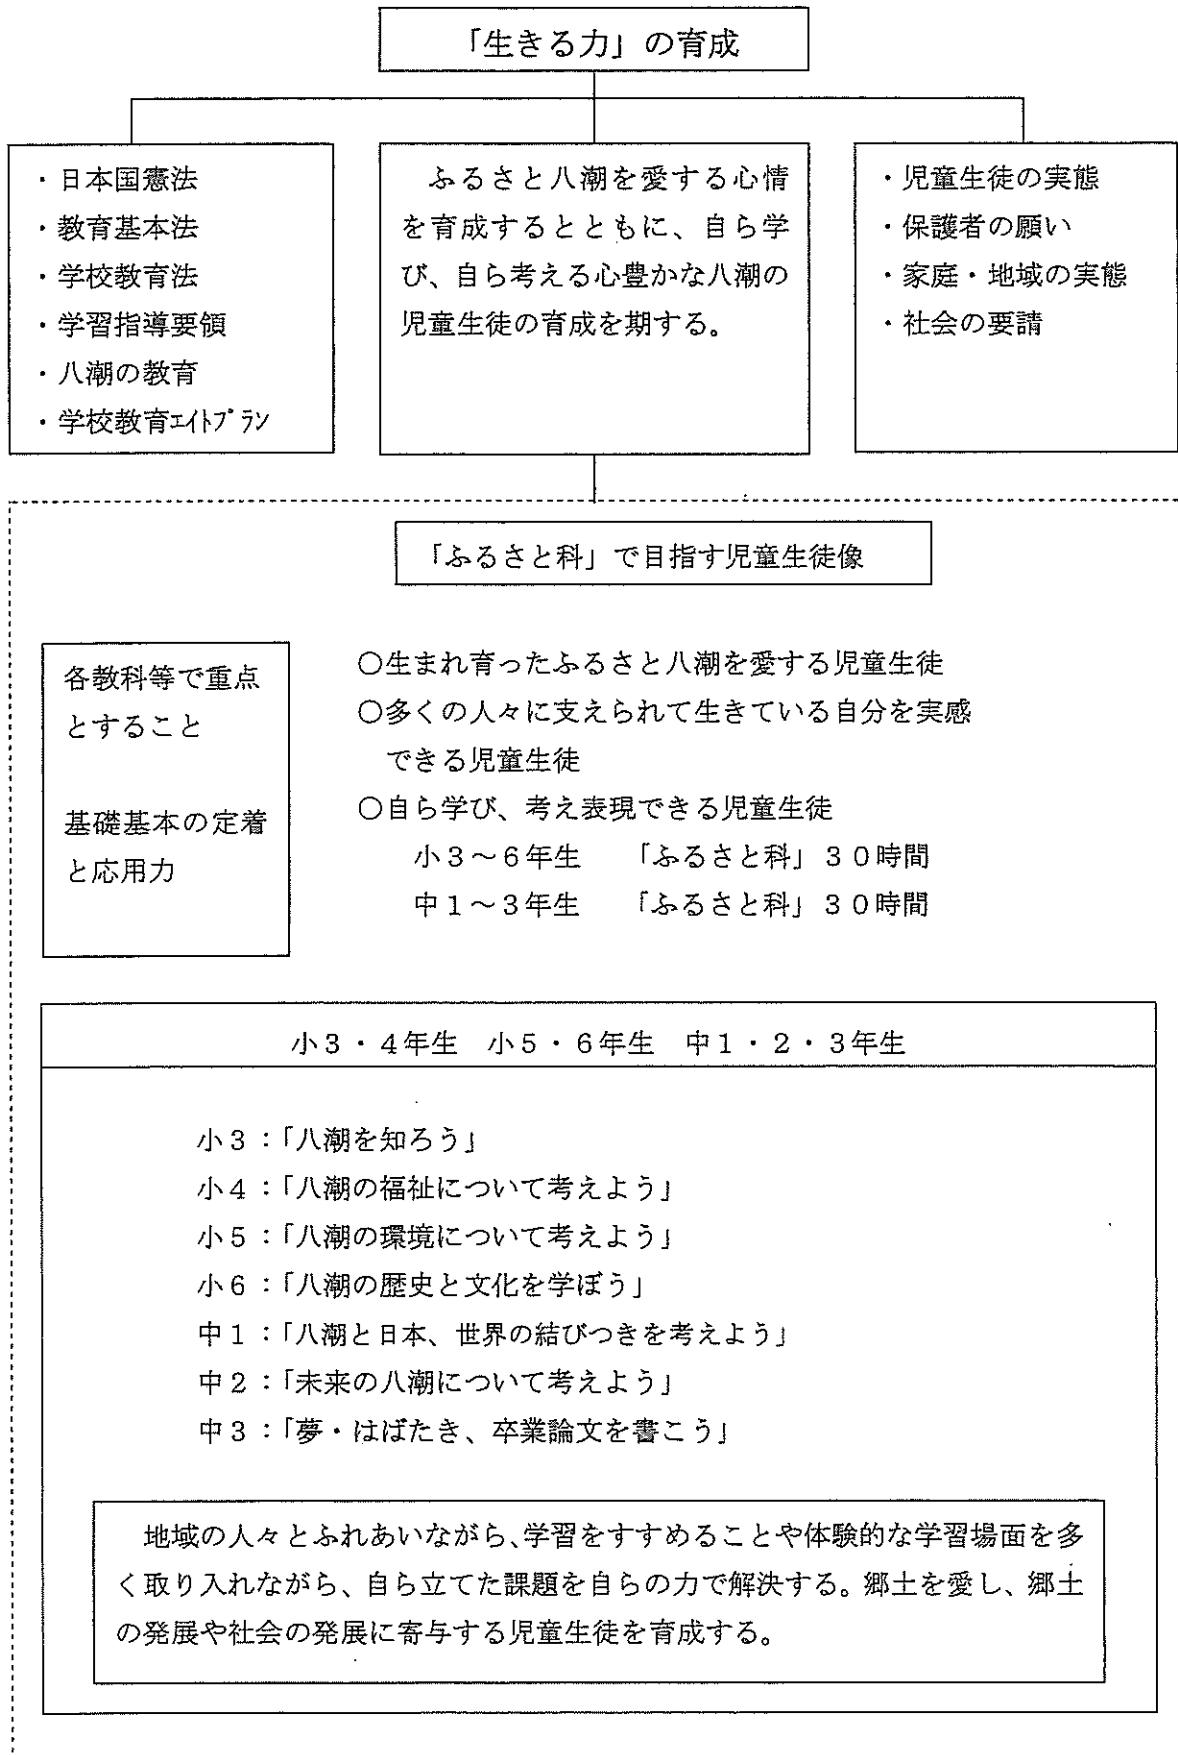 「生きる力」の育成
・日本国憲法
・教育基本法
・学校教育法
・学習指導要領
・八潮の教育
・学校教育ｴｲﾄﾌﾟﾗﾝ
ふるさと八潮を愛する心情
を育成するとともに、自ら学
び、自ら考える心豊かな八潮の
児童生徒の育成を期する。
・児童生徒の実態
・保護者の願い
・家庭・地域の実態
・社会の要請
「ふるさと科」で目指す児童生徒像
各教科等で重点
とすること
基礎基本の定着
と応用力
○生まれ育ったふるさと八潮を愛する児童生徒
○多くの人々に支えられて生きている自分を実感
できる児童生徒
○自ら学び、考え表現できる児童生徒
小３～６年生　「ふるさと科」３０時間
中１～３年生　「ふるさと科」３０時間
小３・４年生　小５・６年生　中１・２・３年生
小３：「八潮を知ろう」
小４：「八潮の福祉について考えよう」
小５：「八潮の環境について考えよう」
小６：「八潮の歴史と文化を学ぼう」
中１：「八潮と日本、世界の結びつきを考えよう」
中２：「未来の八潮について考えよう」
中３：「夢・はばたき、卒業論文を書こう」
地域の人々とふれあいながら、学習をすすめることや体験的な学習場面を多
く取り入れながら、自ら立てた課題を自らの力で解決する。郷土を愛し、郷土
の発展や社会の発展に寄与する児童生徒を育成する。